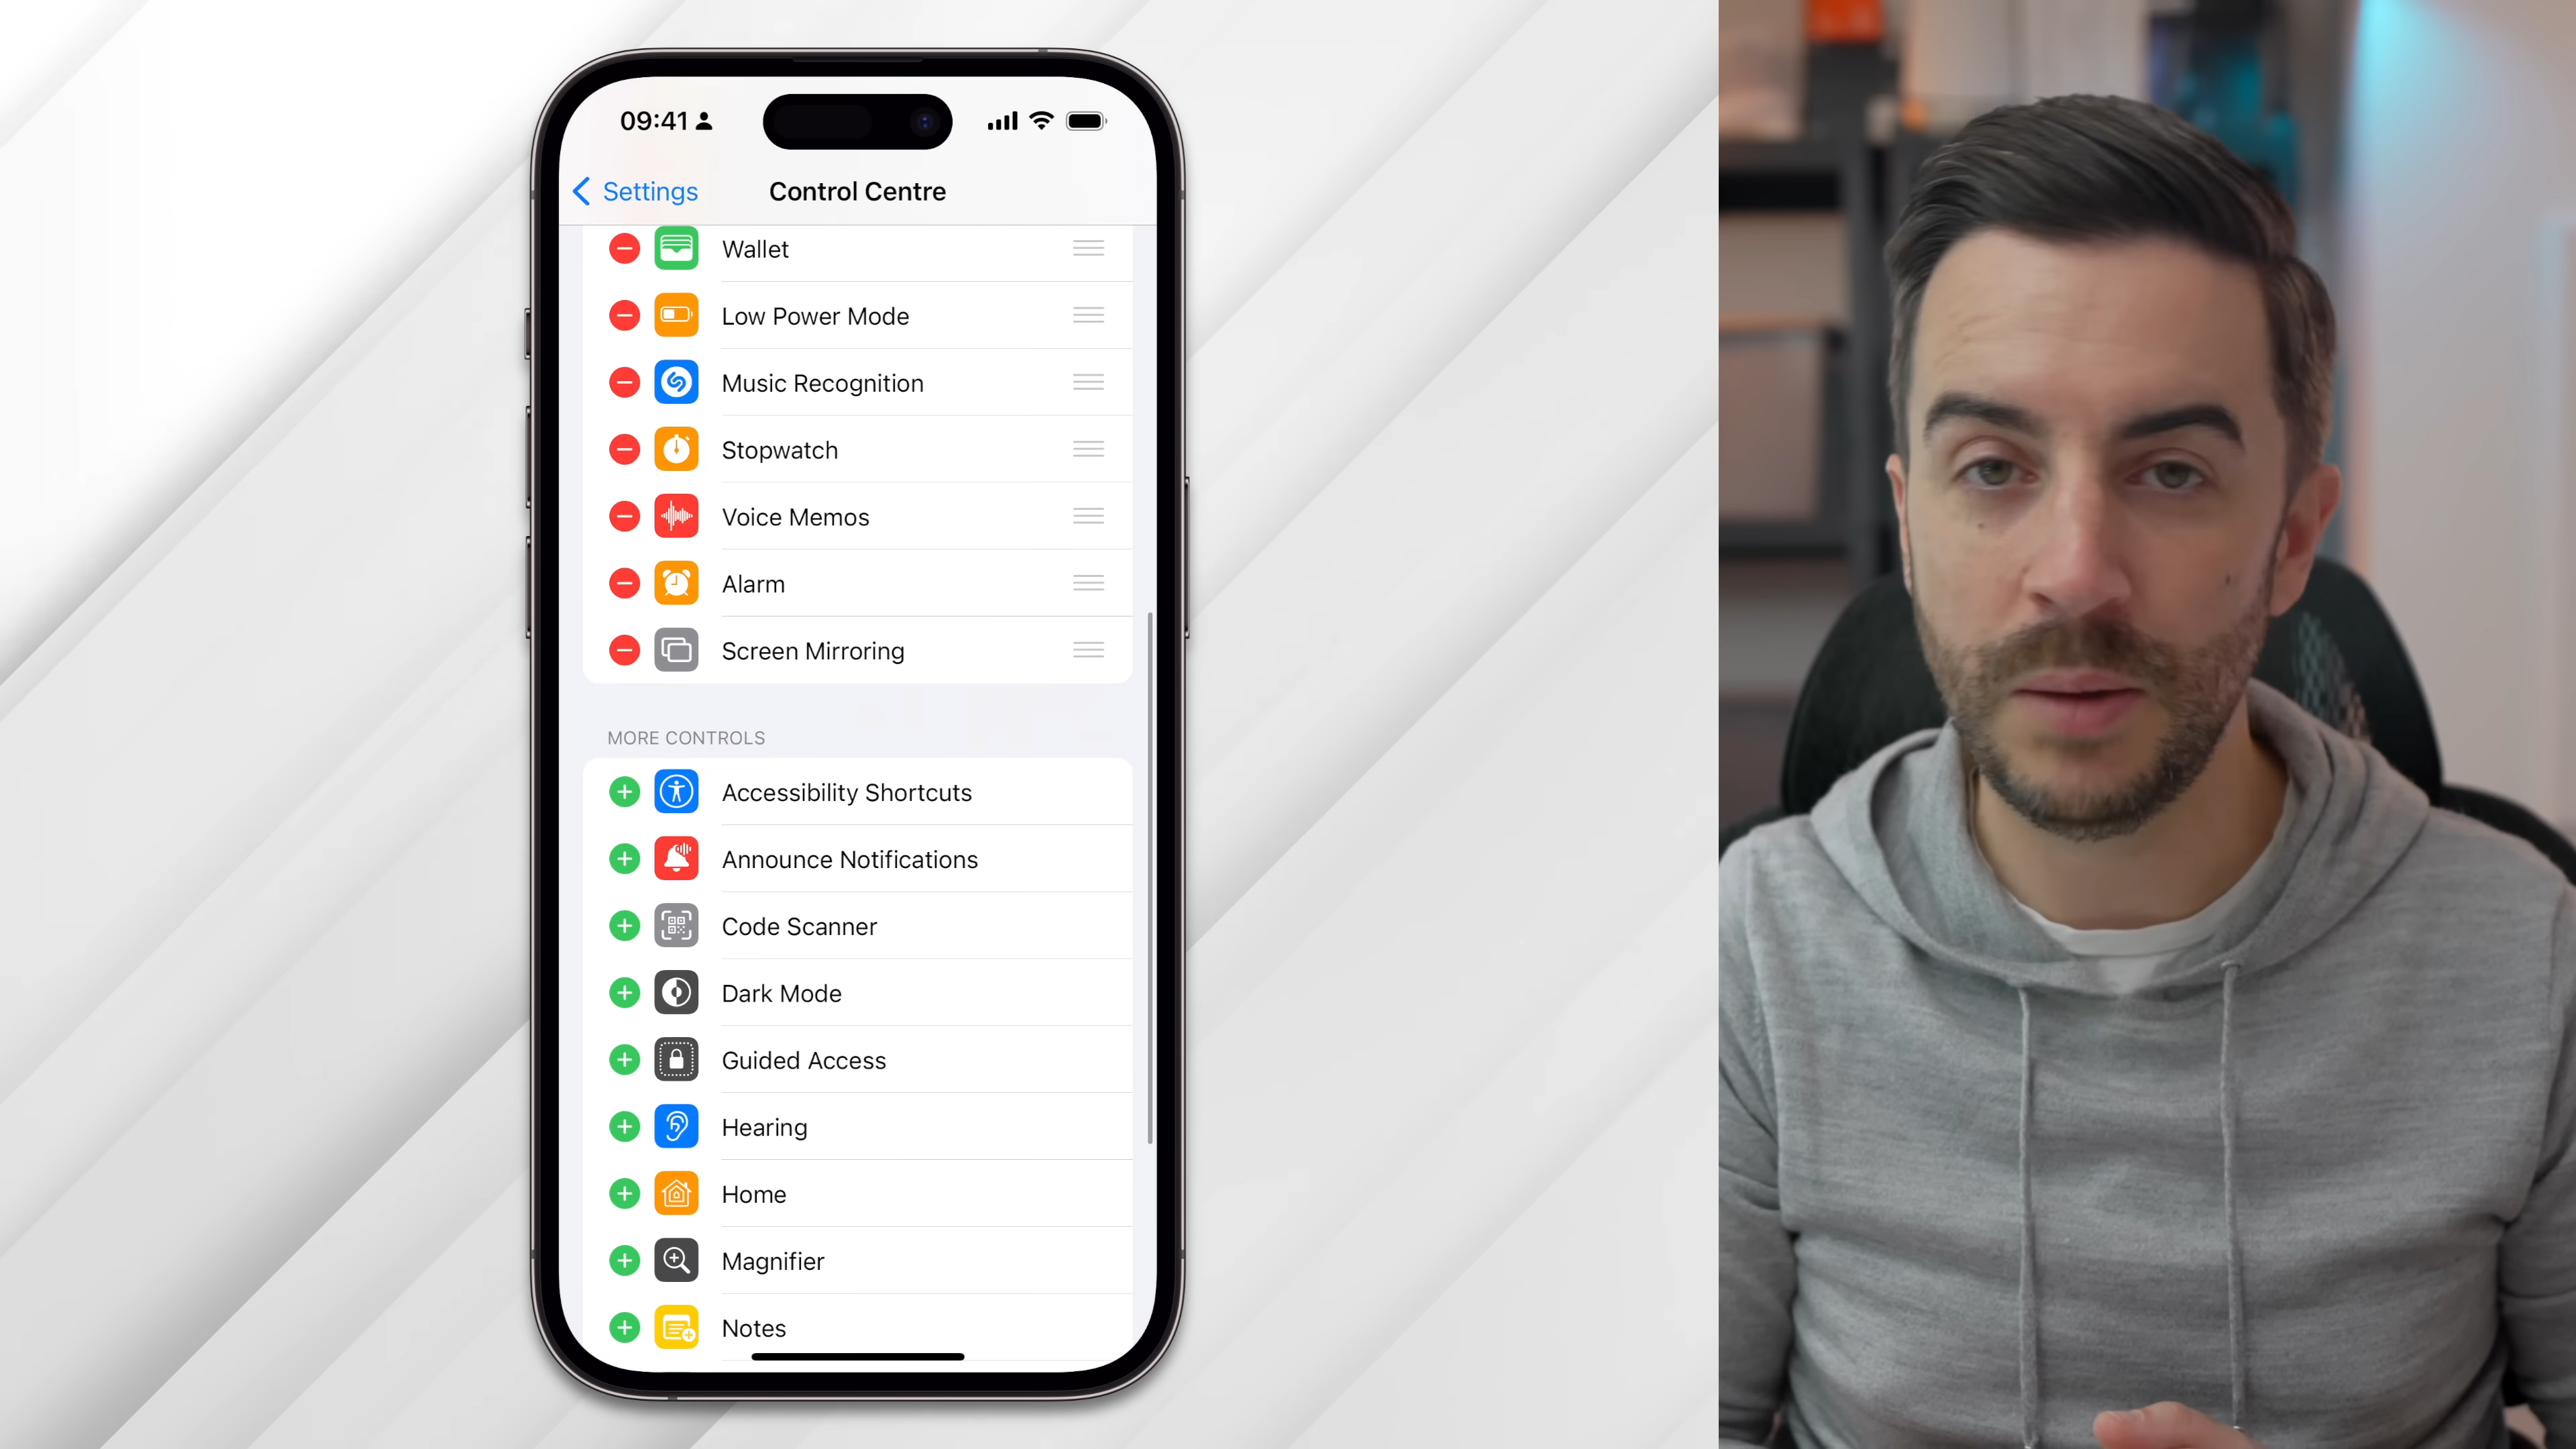 09:41
Settings
Control Centre
Wallet
Low Power Mode
Music Recognition
Stopwatch
Voice Memos
Alarm
Screen Mirroring
MORE CONTROLS
Accessibility Shortcuts
Announce Notifications
Code Scanner
Dark Mode
Guided Access
Hearing
Home
Magnifier
Notes